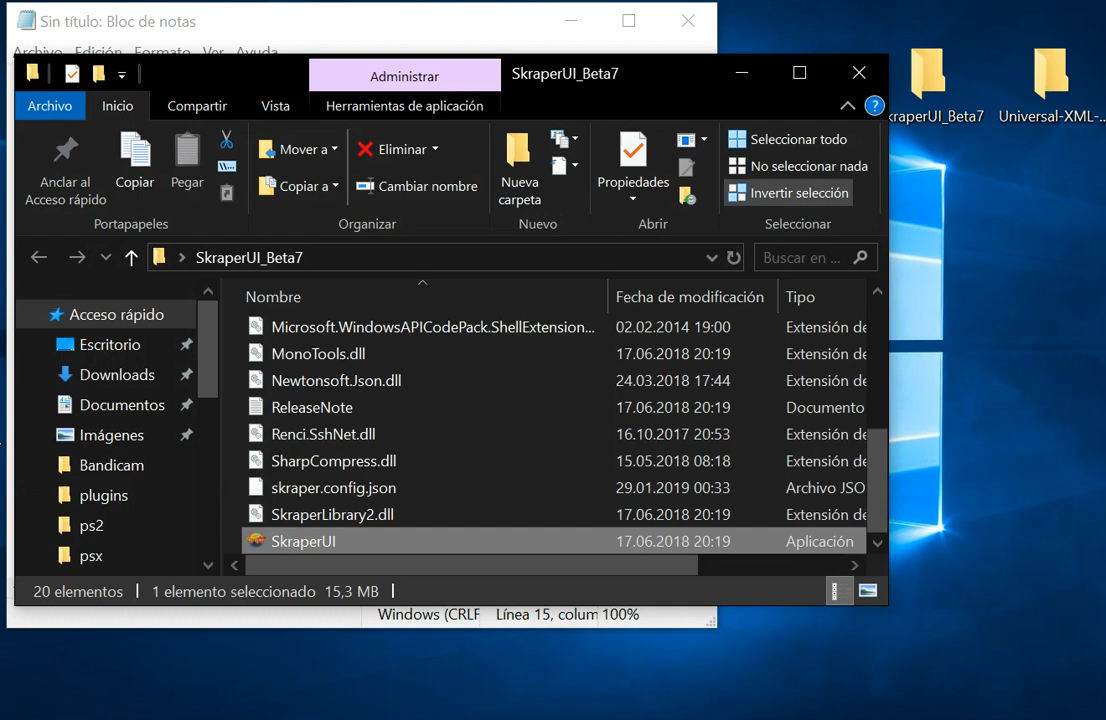 Sin título: Bloc de notas
Archivo Edición Formato Ver Ayuda
Administrar
SkraperUI_Beta7
Archivo
Inicio
Compartir
Vista
Herramientas de aplicación
Anclar al
Acceso rápido
Copiar
Pegar
Portapapeles
Mover a
Copiar a
Eliminar
Cambiar nombre
Organizar
Nueva
carpeta
Nuevo
Propiedades
Abrir
Seleccionar todo
No seleccionar nada
Invertir selección
Seleccionar
SkraperUI_Beta7
Buscar en ...
Acceso rápido
Escritorio
Downloads
Documentos
Imágenes
Bandicam
plugins
ps2
psx
Nombre Fecha de modificación Tipo
Microsoft.WindowsAPICodePack.ShellExtension... 02.02.2014 19:00 Extensión de
MonoTools.dll 17.06.2018 20:19 Extensión de
Newtonsoft.Json.dll 24.03.2018 17:44 Extensión de
ReleaseNote 17.06.2018 20:19 Documento
Renci.SshNet.dll 16.10.2017 20:53 Extensión de
SharpCompress.dll 15.05.2018 08:18 Extensión de
skraper.config.json 29.01.2019 00:33 Archivo JSO
SkraperLibrary2.dll 17.06.2018 20:19 Extensión de
SkraperUI 17.06.2018 20:19 Aplicación
20 elementos 1 elemento seleccionado 15,3 MB
Windows (CRLF Línea 15, colum 100%
kraperUI_Beta7
Universal-XML-...